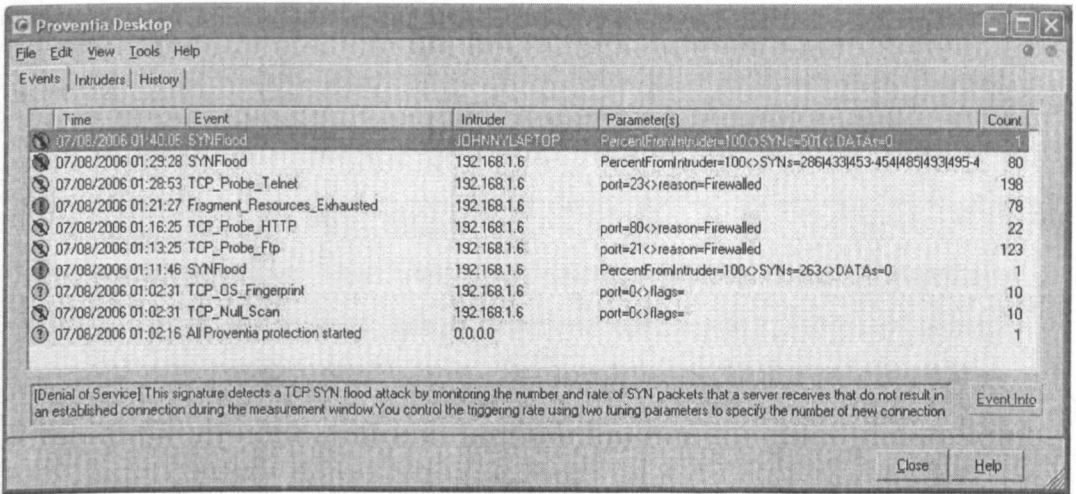 Proventia Desktop
File Edit View Tools Help
Events Intruders History
Time Event Intruder Parameter(s) Count
07/08/2006 01:40:06 SYNFlood JOHNNYLAPTOP PercentFromIntruder=100<>SYNs=501<>DATAs=0 1
07/08/2006 01:29:28 SYNFlood 192.168.1.6 PercentFromIntruder=100<>SYNs=286|433|453-454|485|493|495-4 80
07/08/2006 01:28:53 TCP_Probe_Telnet 192.168.1.6 port=23<>reason=Firewalled 198
07/08/2006 01:21:27 Fragment_Resources_Exhausted 192.168.1.6 78
07/08/2006 01:16:25 TCP_Probe_HTTP 192.168.1.6 port=80<>reason=Firewalled 22
07/08/2006 01:13:25 TCP_Probe_Ftp 192.168.1.6 port=21<>reason=Firewalled 123
07/08/2006 01:11:46 SYNFlood 192.168.1.6 PercentFromIntruder=100<>SYNs=263<>DATAs=0 1
07/08/2006 01:02:31 TCP_OS_Fingerprint 192.168.1.6 port=0<>flags= 10
07/08/2006 01:02:31 TCP_Null_Scan 192.168.1.6 port=0<>flags= 10
07/08/2006 01:02:16 All Proventia protection started 0.0.0.0 1
[Denial of Service] This signature detects a TCP SYN flood attack by monitoring the number and rate of SYN packets that a server receives that do not result in
an established connection during the measurement window.You control the triggering rate using two tuning parameters to specify the number of new connection
Event Info
Close Help